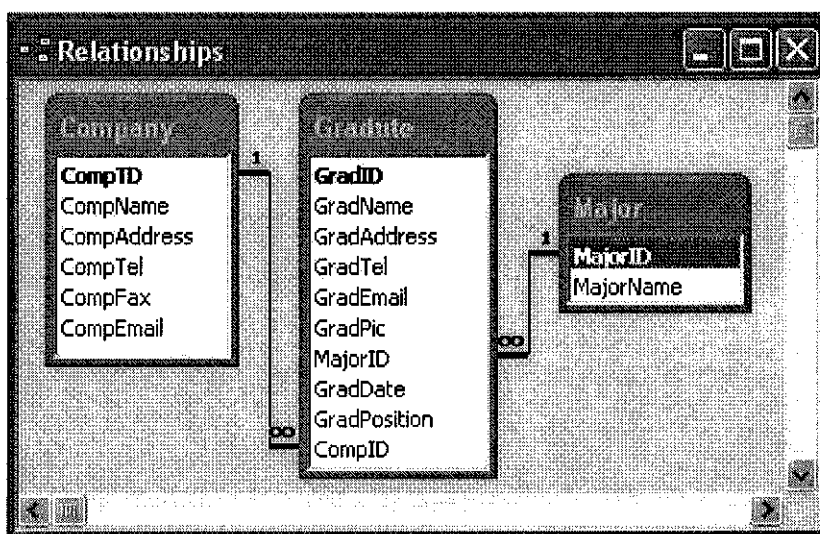 Relationships
Company
CompID
CompName
CompAddress
CompTel
CompFax
CompEmail
1
∞
Gradute
GradID
GradName
GradAddress
GradTel
GradEmail
GradPic
MajorID
GradDate
GradPosition
CompID
1
∞
Major
MajorID
MajorName